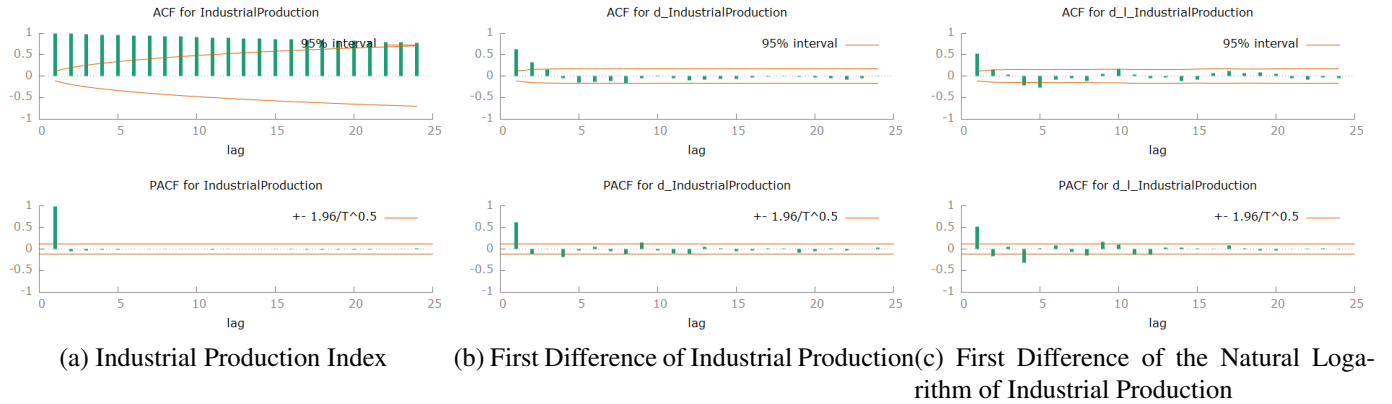 ACF for IndustrialProduction
1
0.5
0
-0.5
-1
95% interval
0 5 10 15 20 25
lag
PACF for IndustrialProduction
1
0.5
0
-0.5
-1
+- 1.96/T^0.5
0 5 10 15 20 25
lag
(a) Industrial Production Index
ACF for d_IndustrialProduction
1
0.5
0
-0.5
-1
95% interval
0 5 10 15 20 25
lag
PACF for d_IndustrialProduction
1
0.5
0
-0.5
-1
+- 1.96/T^0.5
0 5 10 15 20 25
lag
(b) First Difference of Industrial Production
ACF for d_l_IndustrialProduction
1
0.5
0
-0.5
-1
95% interval
0 5 10 15 20 25
lag
PACF for d_l_IndustrialProduction
1
0.5
0
-0.5
-1
+- 1.96/T^0.5
0 5 10 15 20 25
lag
(c) First Difference of the Natural Loga-
rithm of Industrial Production